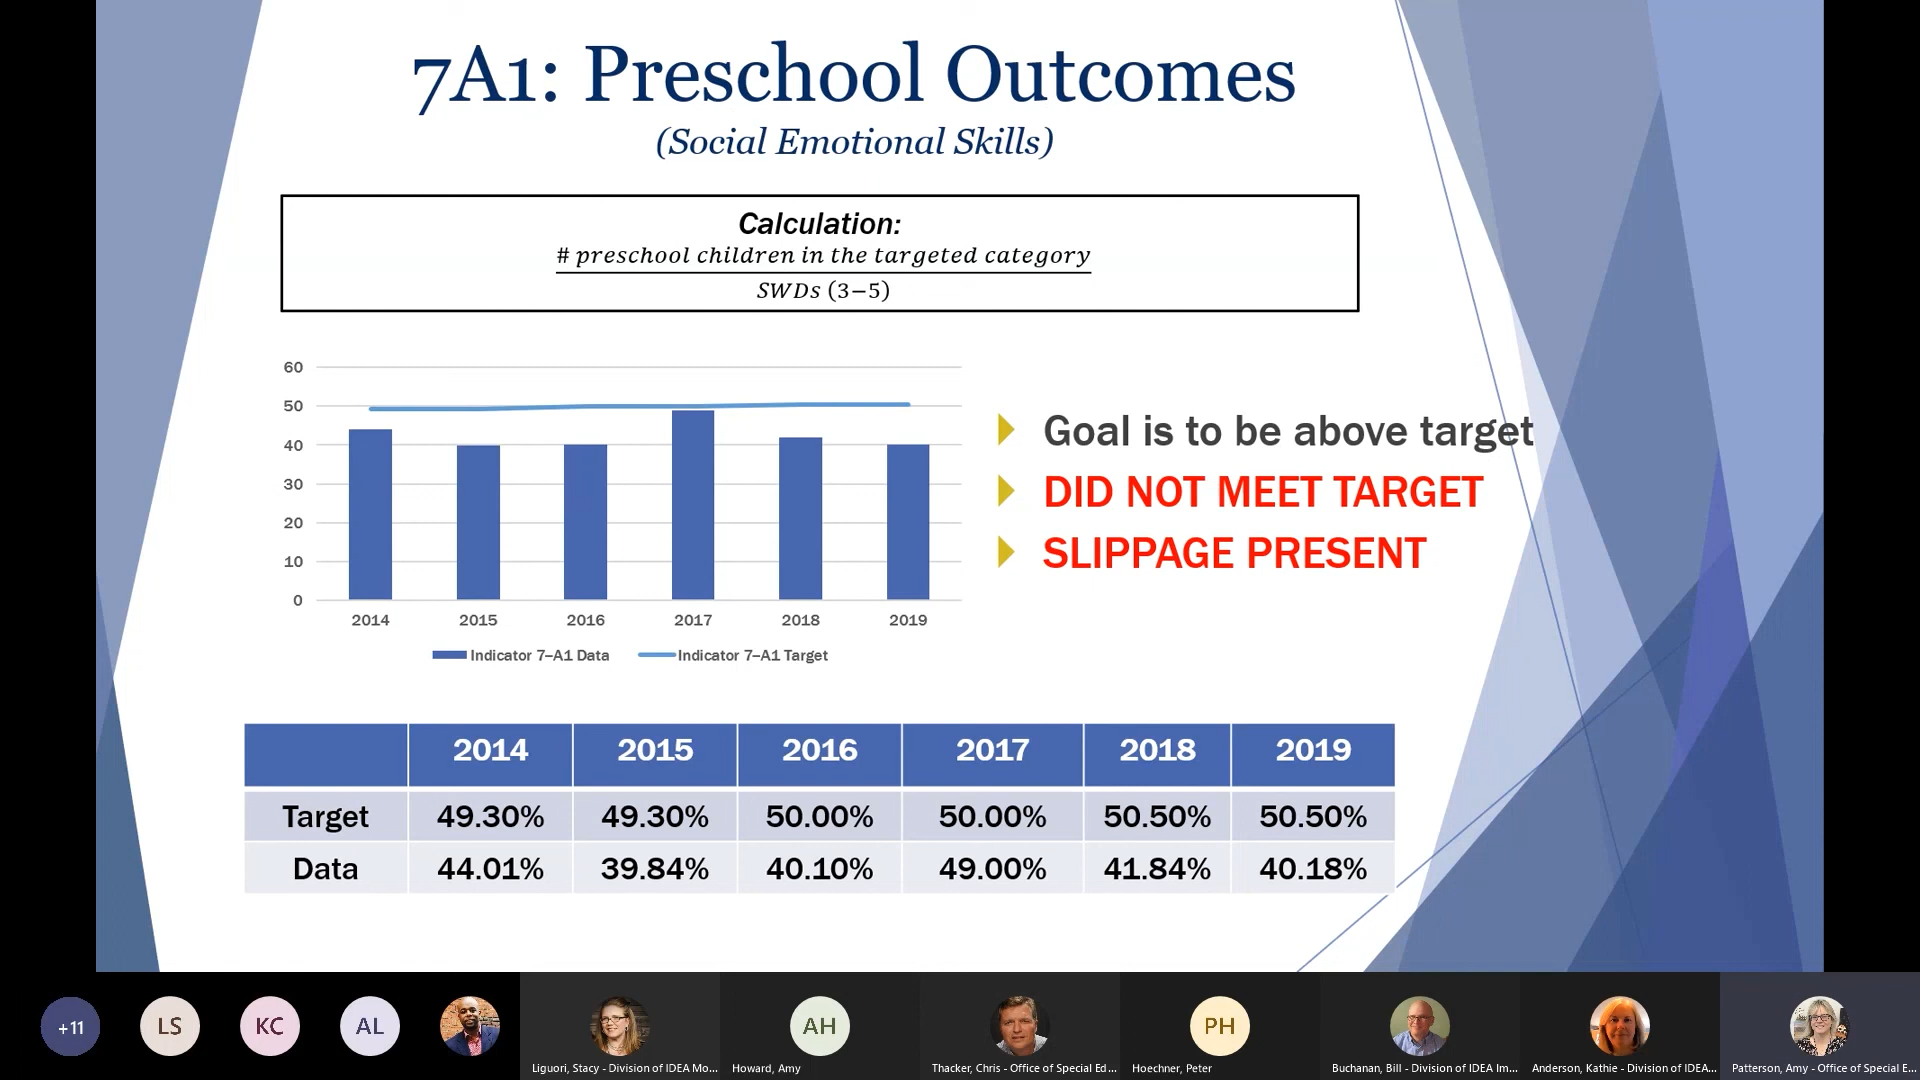 7A1: Preschool Outcomes
(Social Emotional Skills)
Calculation:
# preschool children in the targeted category
SWDs (3−5)
60
50
40
30
20
10
0
2014 2015 2016 2017 2018 2019
Indicator 7–A1 Data Indicator 7–A1 Target
Goal is to be above target
DID NOT MEET TARGET
SLIPPAGE PRESENT
2014 2015 2016 2017 2018 2019
Target 49.30% 49.30% 50.00% 50.00% 50.50% 50.50%
Data 44.01% 39.84% 40.10% 49.00% 41.84% 40.18%
+11 LS KC AL AH PH
Liguori, Stacy - Division of IDEA Mo... Howard, Amy Thacker, Chris - Office of Special Ed... Hoechner, Peter Buchanan, Bill - Division of IDEA Im... Anderson, Kathie - Division of IDEA... Patterson, Amy - Office of Special E...